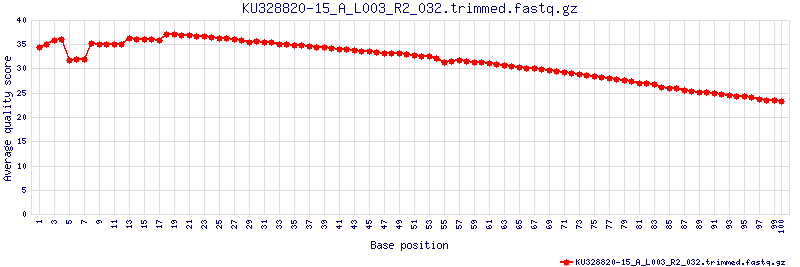 KU328820-15_A_L003_R2_032.trimmed.fastq.gz
Average quality score
40
35
30
25
20
15
10
5
0
1 3 5 7 9 11 13 15 17 19 21 23 25 27 29 31 33 35 37 39 41 43 45 47 49 51 53 55 57 59 61 63 65 67 69 71 73 75 77 79 81 83 85 87 89 91 93 95 97 99 100
Base position
KU328820-15_A_L003_R2_032.trimmed.fastq.gz